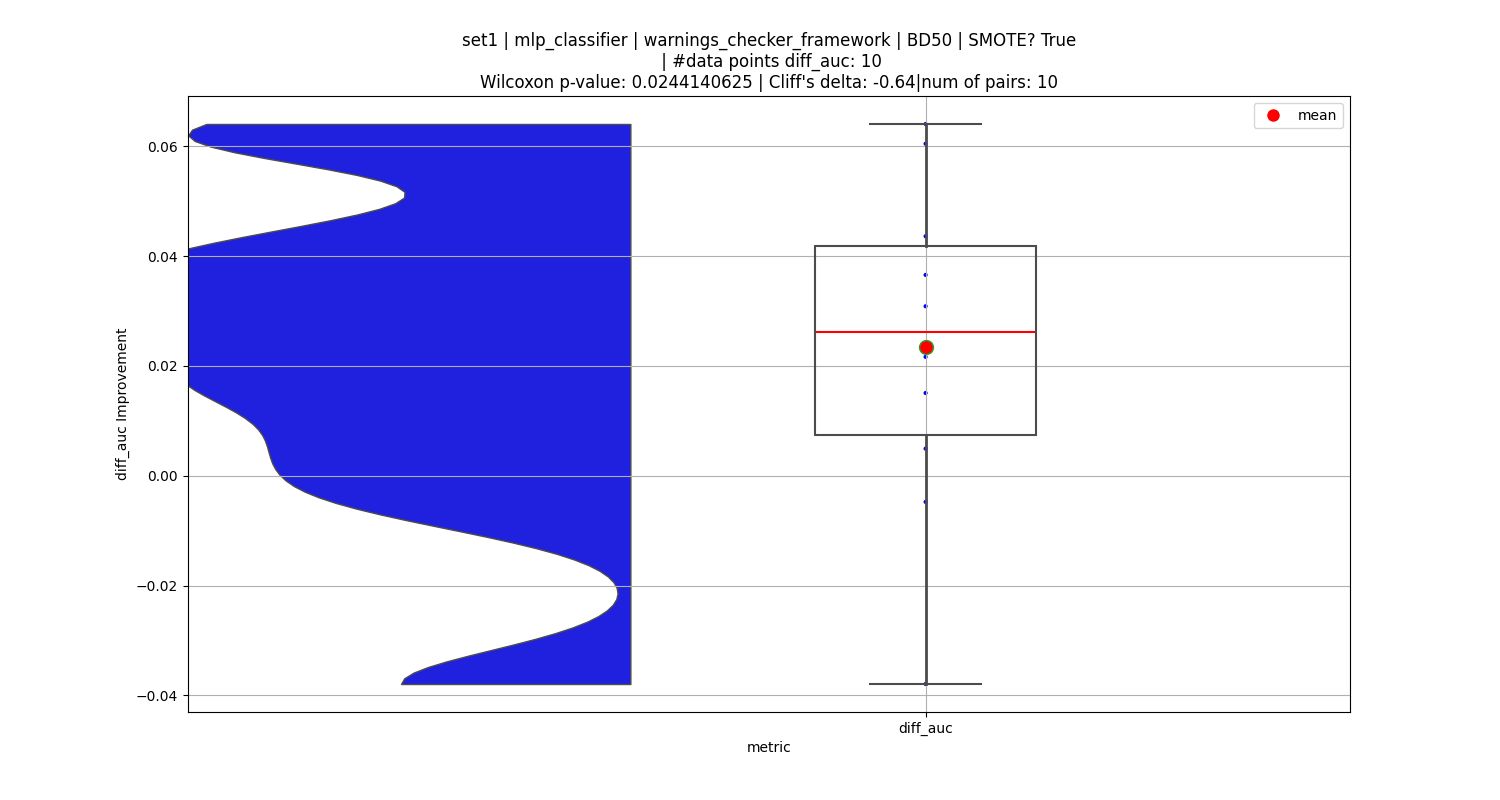 set1 | mlp_classifier | warnings_checker_framework | BD50 | SMOTE? True
| #data points diff_auc: 10
Wilcoxon p-value: 0.0244140625 | Cliff's delta: -0.64|num of pairs: 10
mean
0.06
0.04
0.02
0.00
−0.02
−0.04
diff_auc Improvement
diff_auc
metric